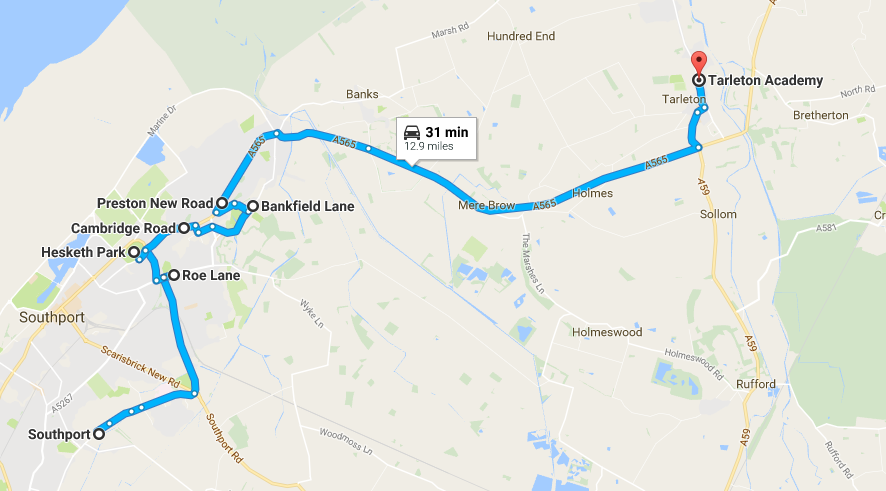 Marsh Rd
Hundred End
Banks
Marine Dr
A565
A565
31 min
12.9 miles
Tarleton Academy
Tarleton
North Rd
Bretherton
A565
Preston New Road
Bankfield Lane
Mere Brow
A565
Holmes
A59
Sollom
Cambridge Road
A581
Hesketh Park
Roe Lane
The Marshes Ln
Wyke Ln
Southport
Holmeswood
A59
Scarisbrick New Rd
Holmeswood Rd
Rufford
A5267
Southport
Southport Rd
Woodmoss Ln
A59
Rufford Rd